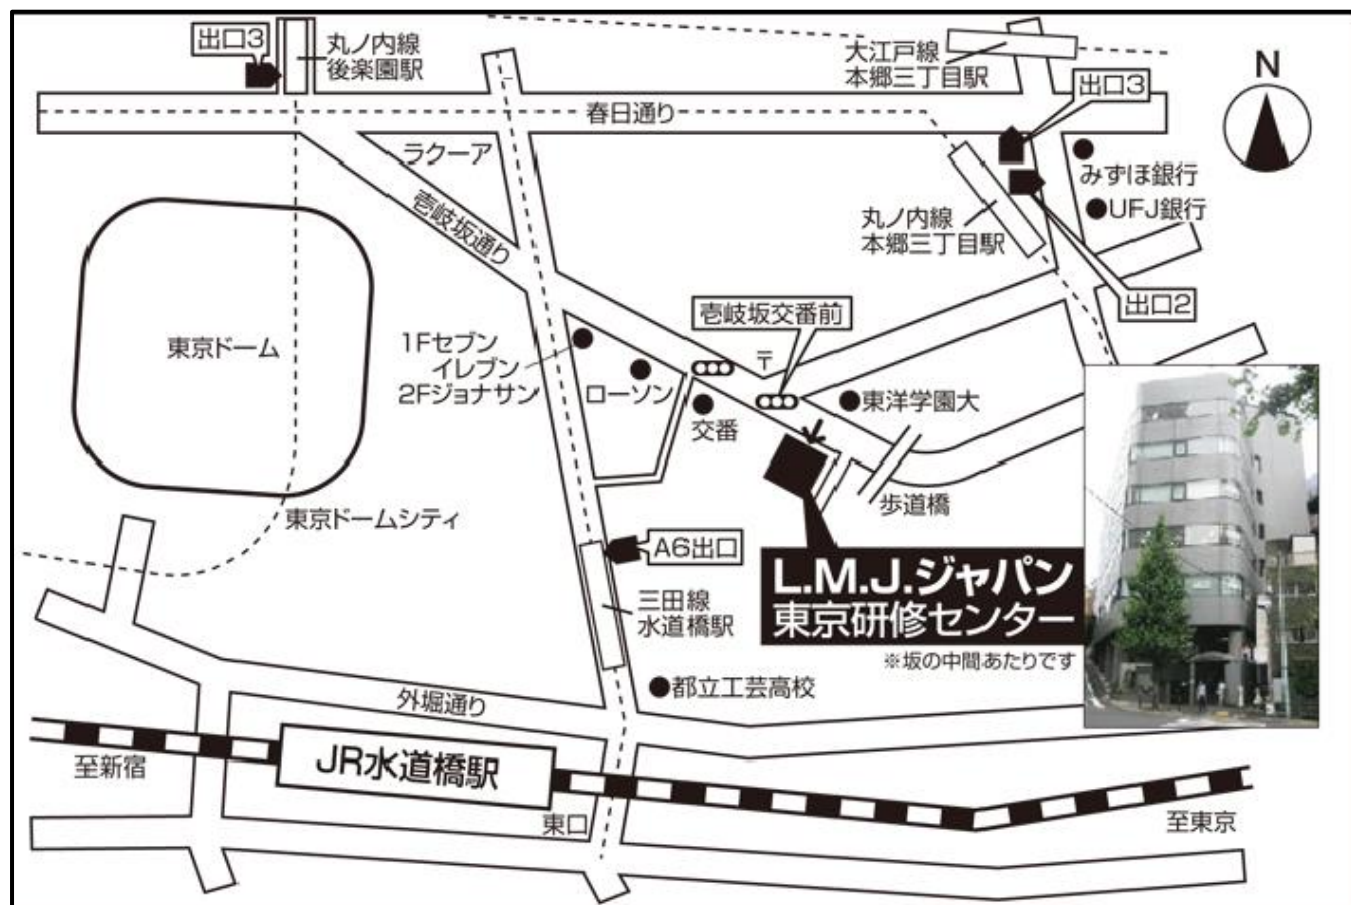 出口3
丸ノ内線
後楽園駅
大江戸線
本郷三丁目駅
N
出口3
春日通り
ラクーア
壱岐坂通り
みずほ銀行
UFJ銀行
丸ノ内線
本郷三丁目駅
出口2
壱岐坂交番前
東京ドーム
1Fセブン
イレブン
2Fジョナサン
ローソン
〒
交番
東洋学園大
歩道橋
東京ドームシティ
A6出口
L.M.J.ジャパン
東京研修センター
※坂の中間あたりです
三田線
水道橋駅
都立工芸高校
外堀通り
JR水道橋駅
至新宿
東口
至東京